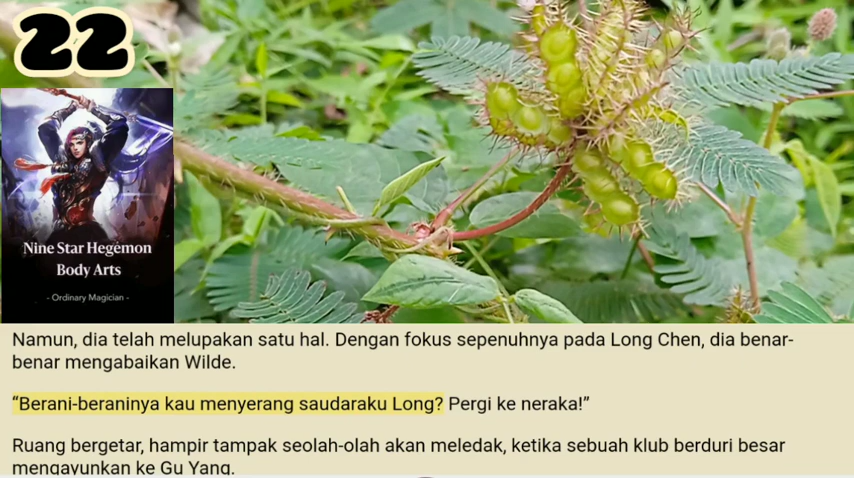 22
Nine Star Hegemon
Body Arts
- Ordinary Magician -
Namun, dia telah melupakan satu hal. Dengan fokus sepenuhnya pada Long Chen, dia benar-
benar mengabaikan Wilde.
“Berani-beraninya kau menyerang saudaraku Long? Pergi ke neraka!”
Ruang bergetar, hampir tampak seolah-olah akan meledak, ketika sebuah klub berduri besar
mengayunkan ke Gu Yang.